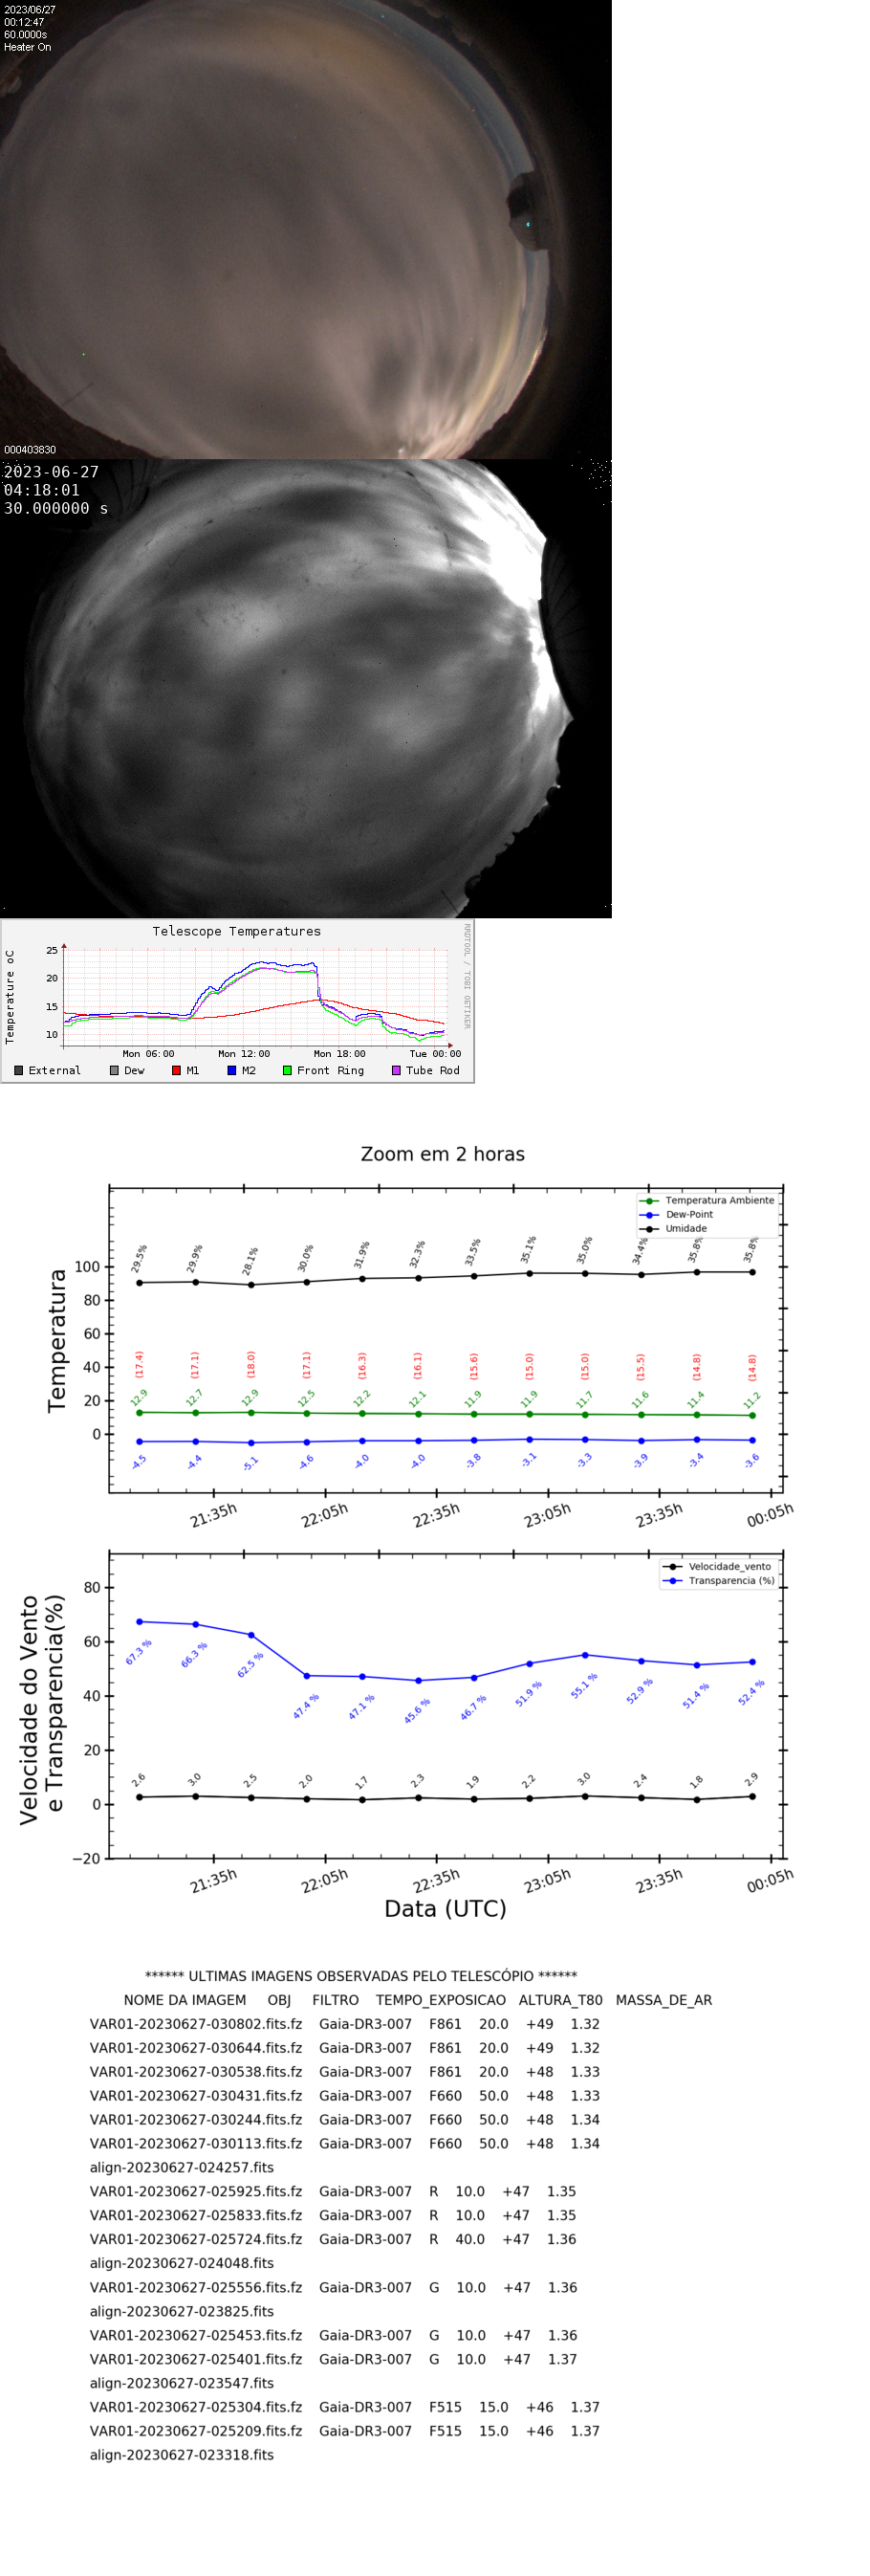 2023/06/27
00:12:47
60.0000s
Heater On
000403830
2023-06-27
04:18:01
30.000000 s
Telescope Temperatures
RRDTOOL / TOBI OETIKER
Temperature oC
25
20
15
10
Mon 06:00 Mon 12:00 Mon 18:00 Tue 00:00
External Dew M1 M2 Front Ring Tube Rod
Zoom em 2 horas
Temperatura Ambiente
Dew-Point
Umidade
Temperatura
100
80
60
40
20
0
29.5% 29.9% 28.1% 30.0% 31.9% 32.3% 33.5% 35.1% 35.0% 34.4% 35.8% 35.8%
(17.4) (17.1) (18.0) (17.1) (16.3) (16.1) (15.6) (15.0) (15.0) (15.5) (14.8) (14.8)
12.9 12.7 12.9 12.5 12.2 12.1 11.9 11.9 11.7 11.6 11.4 11.2
-4.5 -4.4 -5.1 -4.6 -4.0 -4.0 -3.8 -3.1 -3.3 -3.9 -3.4 -3.6
21:35h 22:05h 22:35h 23:05h 23:35h 00:05h
Velocidade_vento
Transparencia (%)
Velocidade do Vento
e Transparencia(%)
80
60
40
20
0
−20
67.3 % 66.3 % 62.5 % 47.4 % 47.1 % 45.6 % 46.7 % 51.9 % 55.1 % 52.9 % 51.4 % 52.4 %
2.6 3.0 2.5 2.0 1.7 2.3 1.9 2.2 3.0 2.4 1.8 2.9
21:35h 22:05h 22:35h 23:05h 23:35h 00:05h
Data (UTC)
****** ULTIMAS IMAGENS OBSERVADAS PELO TELESCÓPIO ******
NOME DA IMAGEM OBJ FILTRO TEMPO_EXPOSICAO ALTURA_T80 MASSA_DE_AR
VAR01-20230627-030802.fits.fz Gaia-DR3-007 F861 20.0 +49 1.32
VAR01-20230627-030644.fits.fz Gaia-DR3-007 F861 20.0 +49 1.32
VAR01-20230627-030538.fits.fz Gaia-DR3-007 F861 20.0 +48 1.33
VAR01-20230627-030431.fits.fz Gaia-DR3-007 F660 50.0 +48 1.33
VAR01-20230627-030244.fits.fz Gaia-DR3-007 F660 50.0 +48 1.34
VAR01-20230627-030113.fits.fz Gaia-DR3-007 F660 50.0 +48 1.34
align-20230627-024257.fits
VAR01-20230627-025925.fits.fz Gaia-DR3-007 R 10.0 +47 1.35
VAR01-20230627-025833.fits.fz Gaia-DR3-007 R 10.0 +47 1.35
VAR01-20230627-025724.fits.fz Gaia-DR3-007 R 40.0 +47 1.36
align-20230627-024048.fits
VAR01-20230627-025556.fits.fz Gaia-DR3-007 G 10.0 +47 1.36
align-20230627-023825.fits
VAR01-20230627-025453.fits.fz Gaia-DR3-007 G 10.0 +47 1.36
VAR01-20230627-025401.fits.fz Gaia-DR3-007 G 10.0 +47 1.37
align-20230627-023547.fits
VAR01-20230627-025304.fits.fz Gaia-DR3-007 F515 15.0 +46 1.37
VAR01-20230627-025209.fits.fz Gaia-DR3-007 F515 15.0 +46 1.37
align-20230627-023318.fits